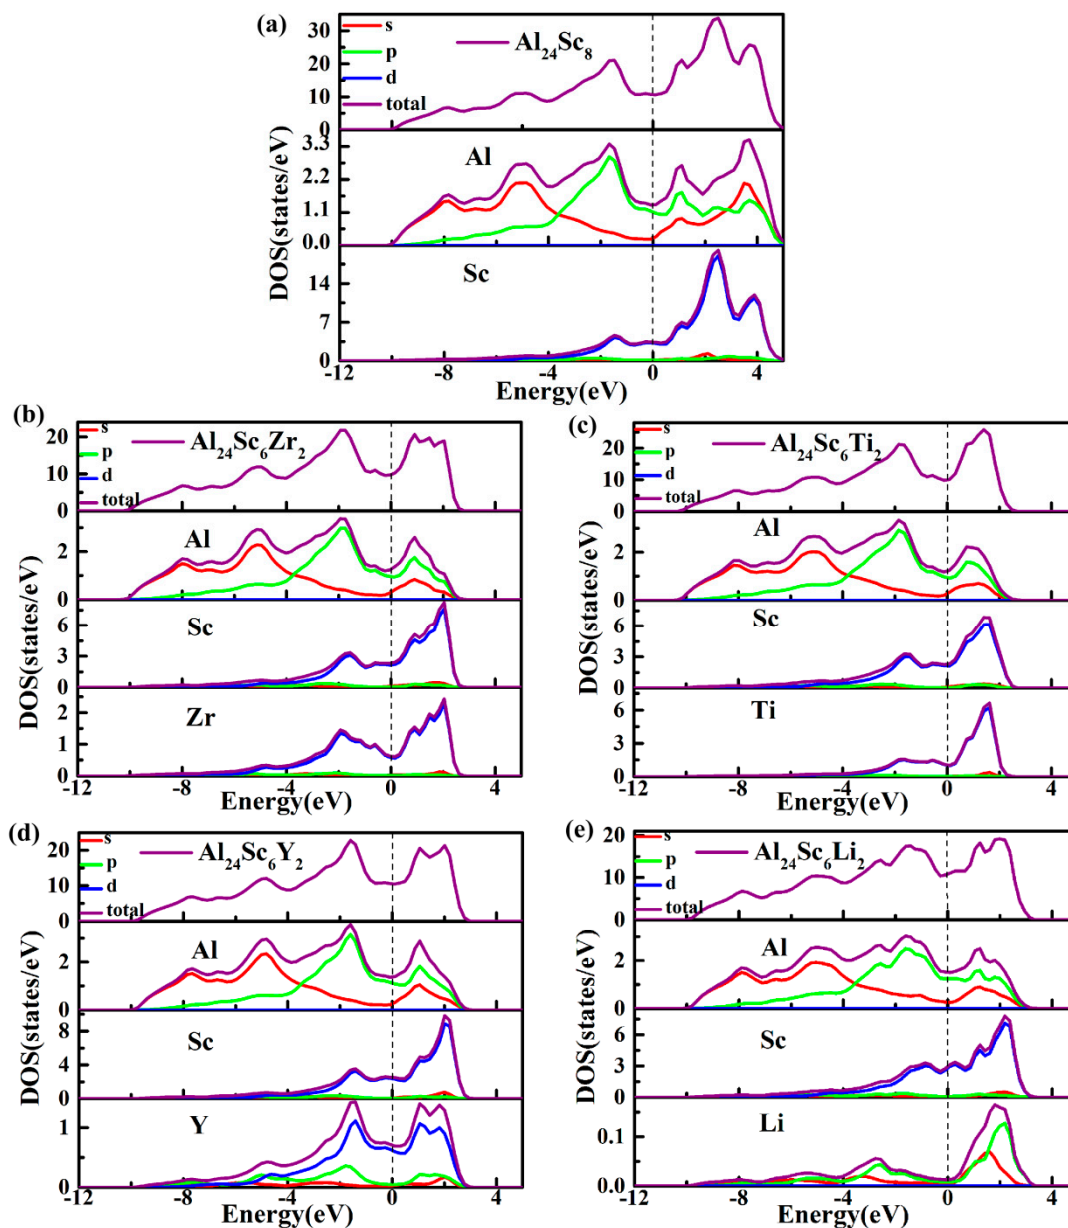 (a)
s
p
d
total
Al24Sc8
30
20
10
0
Al
3.3
2.2
1.1
0.0
Sc
14
7
0
DOS(states/eV)
-12 -8 -4 0 4
Energy(eV)
(b)
s
p
d
total
Al24Sc6Zr2
20
10
0
Al
2
0
Sc
6
3
0
Zr
2
1
0
DOS(states/eV)
-12 -8 -4 0 4
Energy(eV)
(c)
s
p
d
total
Al24Sc6Ti2
30
20
10
0
Al
2
0
Sc
6
3
0
Ti
6
3
0
DOS(states/eV)
-12 -8 -4 0 4
Energy(eV)
(d)
s
p
d
total
Al24Sc6Y2
20
10
0
Al
2
0
Sc
8
4
0
Y
1
0
DOS(states/eV)
-12 -8 -4 0 4
Energy(eV)
(e)
s
p
d
total
Al24Sc6Li2
20
10
0
Al
2
0
Sc
6
3
0
Li
0.1
0.0
DOS(states/eV)
-12 -8 -4 0 4
Energy(eV)